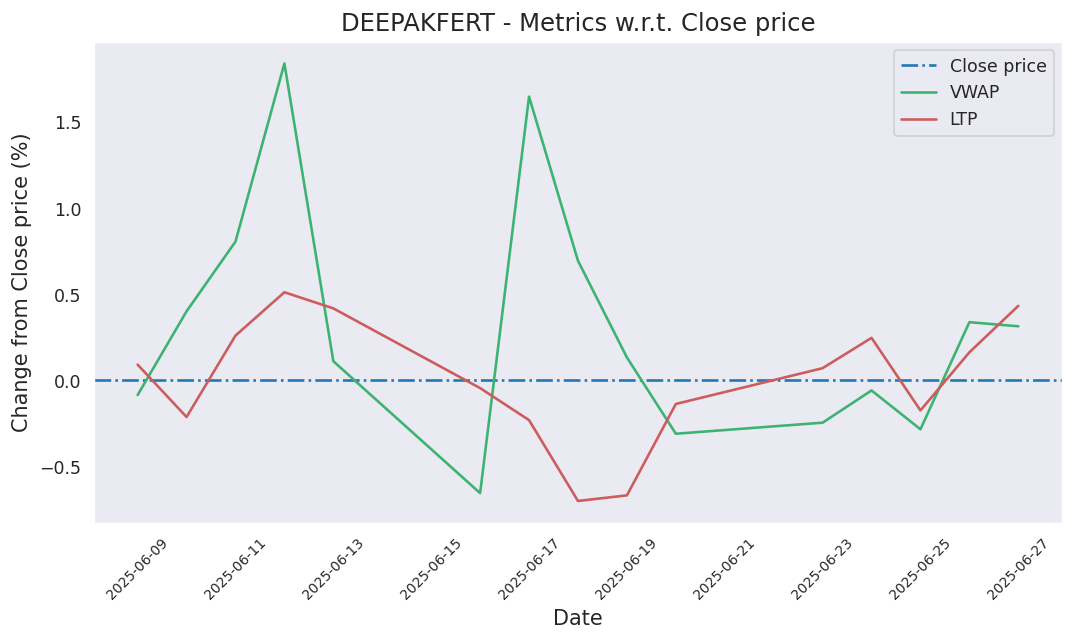 DEEPAKFERT - Metrics w.r.t. Close price
Close price
VWAP
LTP
Change from Close price (%)
1.5
1.0
0.5
0.0
−0.5
2025-06-09
2025-06-11
2025-06-13
2025-06-15
2025-06-17
2025-06-19
2025-06-21
2025-06-23
2025-06-25
2025-06-27
Date